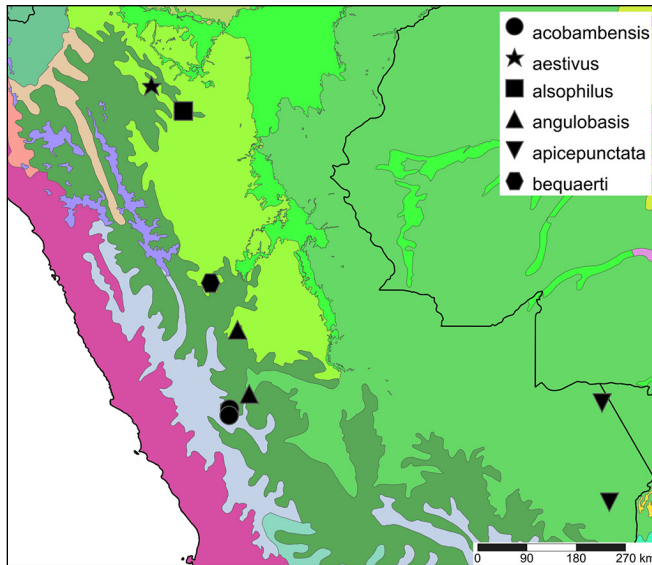 acobambensis
aestivus
alsophilus
angulobasis
apicepunctata
bequaerti
0 90 180 270 km